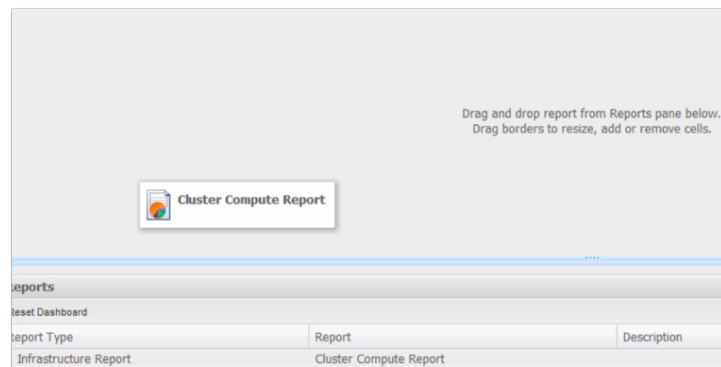 Drag and drop report from Reports pane below.
Drag borders to resize, add or remove cells.
Cluster Compute Report
eports
eset Dashboard
eport Type Report Description
Infrastructure Report Cluster Compute Report